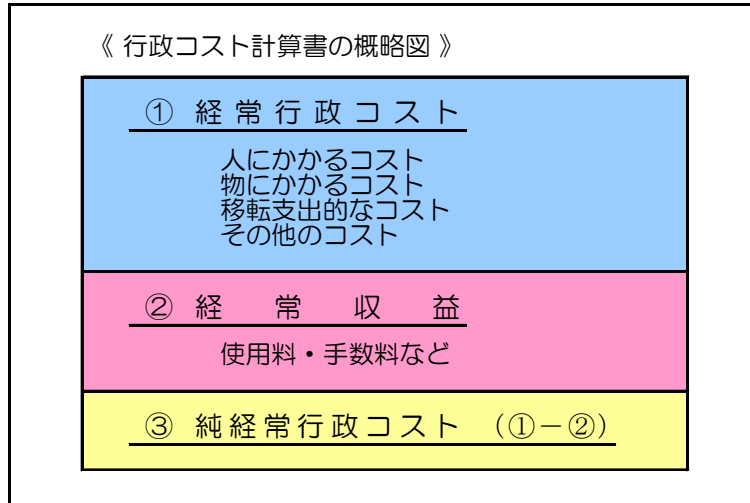 《 行政コスト計算書の概略図 》
① 経常行政コスト
人にかかるコスト
物にかかるコスト
移転支出的なコスト
その他のコスト
② 経常収益
使用料・手数料など
③ 純経常行政コスト （①－②）